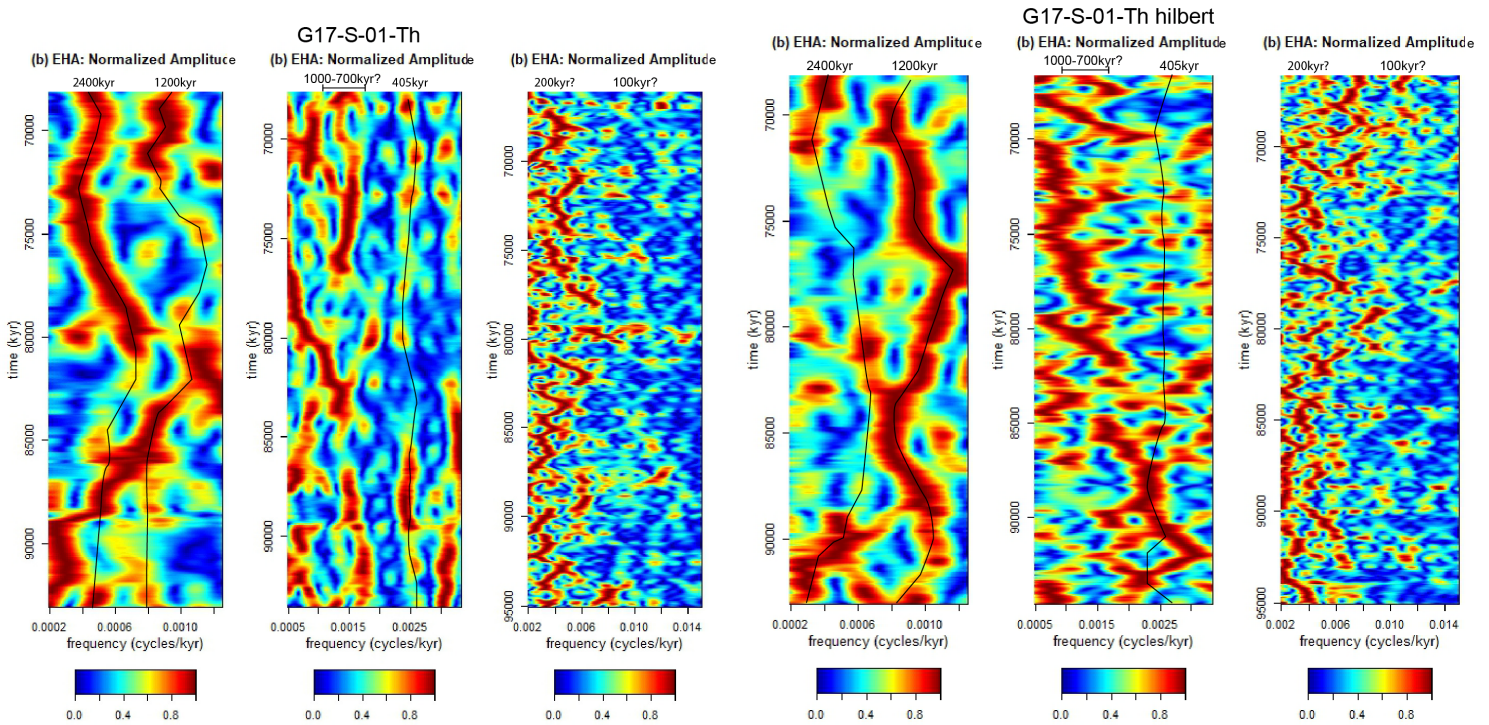 G17-S-01-Th
(b) EHA: Normalized Amplitude
2400kyr 1200kyr
time (kyr)
70000
75000
80000
85000
90000
0.0002 0.0006 0.0010
frequency (cycles/kyr)
0.0 0.4 0.8
(b) EHA: Normalized Amplitude
1000-700kyr? 405kyr
time (kyr)
70000
75000
80000
85000
90000
0.0005 0.0015 0.0025
frequency (cycles/kyr)
0.0 0.4 0.8
(b) EHA: Normalized Amplitude
200kyr? 100kyr?
time (kyr)
70000
75000
80000
85000
90000
95000
0.002 0.006 0.010 0.014
frequency (cycles/kyr)
0.0 0.4 0.8
G17-S-01-Th hilbert
(b) EHA: Normalized Amplitude
2400kyr 1200kyr
time (kyr)
70000
75000
80000
85000
90000
0.0002 0.0006 0.0010
frequency (cycles/kyr)
0.0 0.4 0.8
(b) EHA: Normalized Amplitude
1000-700kyr? 405kyr
time (kyr)
70000
75000
80000
85000
90000
0.0005 0.0015 0.0025
frequency (cycles/kyr)
0.0 0.4 0.8
(b) EHA: Normalized Amplitude
200kyr? 100kyr?
time (kyr)
70000
75000
80000
85000
90000
95000
0.002 0.006 0.010 0.014
frequency (cycles/kyr)
0.0 0.4 0.8